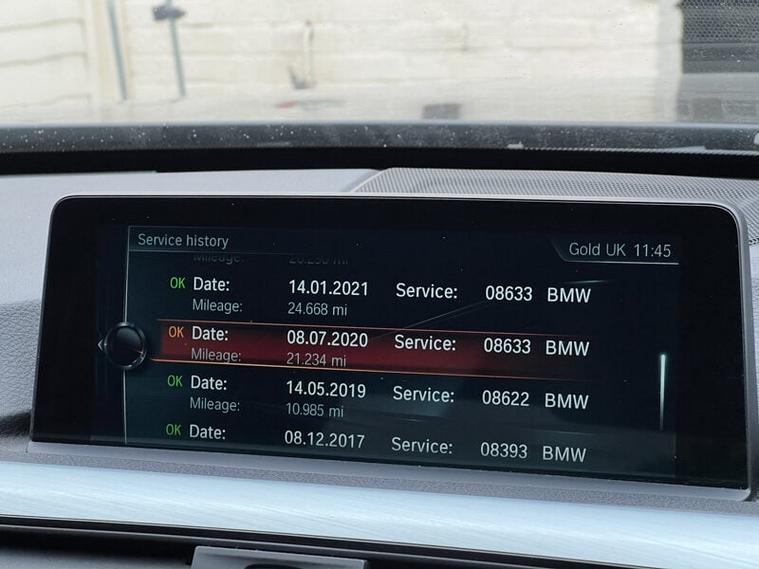 Service history
Gold UK 11:45
Mileage:
OK Date: 14.01.2021 Service: 08633 BMW
Mileage: 24.668 mi
OK Date: 08.07.2020 Service: 08633 BMW
Mileage: 21.234 mi
OK Date: 14.05.2019 Service: 08622 BMW
Mileage: 10.985 mi
OK Date: 08.12.2017 Service: 08393 BMW